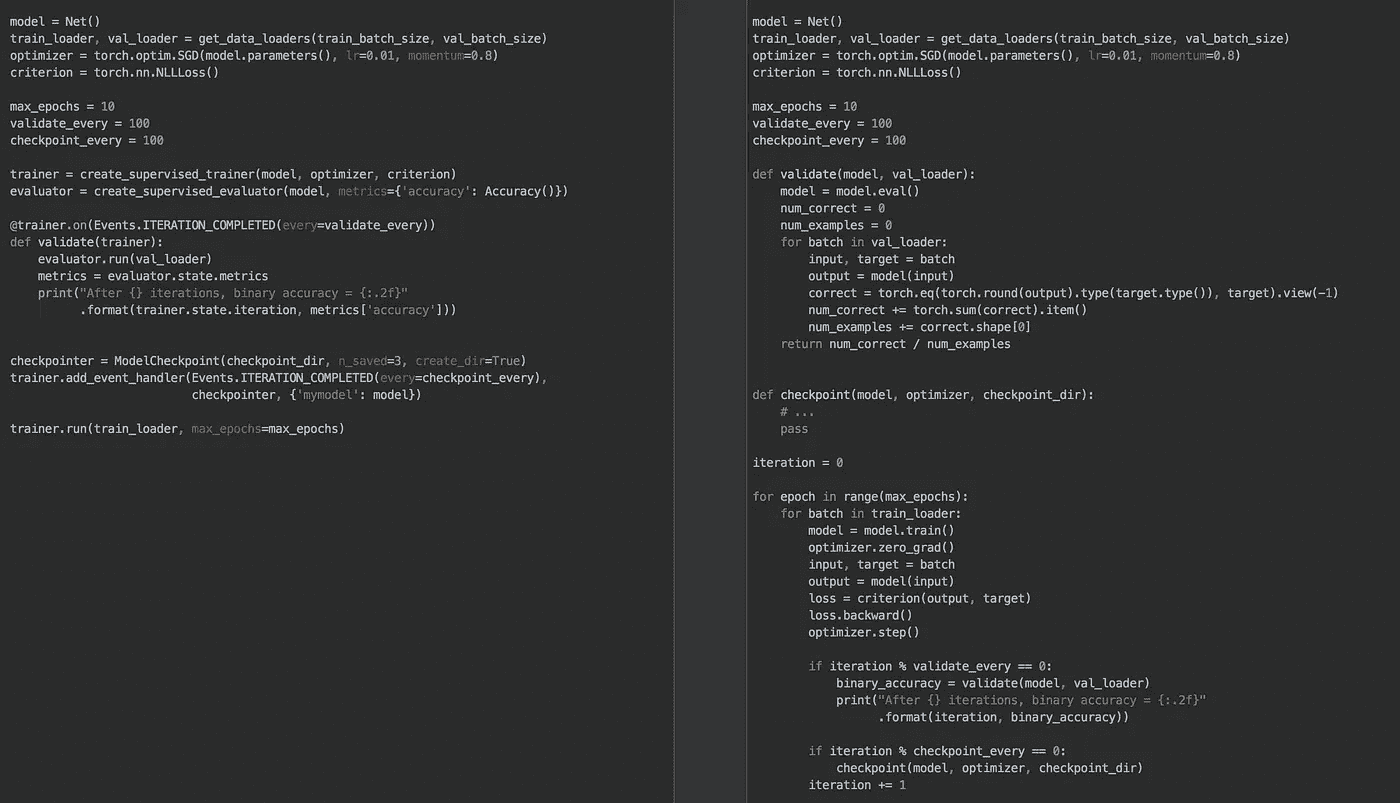 model = Net()
train_loader, val_loader = get_data_loaders(train_batch_size, val_batch_size)
optimizer = torch.optim.SGD(model.parameters(), lr=0.01, momentum=0.8)
criterion = torch.nn.NLLLoss()
max_epochs = 10
validate_every = 100
checkpoint_every = 100
trainer = create_supervised_trainer(model, optimizer, criterion)
evaluator = create_supervised_evaluator(model, metrics={'accuracy': Accuracy()})
@trainer.on(Events.ITERATION_COMPLETED(every=validate_every))
def validate(trainer):
    evaluator.run(val_loader)
    metrics = evaluator.state.metrics
    print("After {} iterations, binary accuracy = {:.2f}"
          .format(trainer.state.iteration, metrics['accuracy']))
checkpointer = ModelCheckpoint(checkpoint_dir, n_saved=3, create_dir=True)
trainer.add_event_handler(Events.ITERATION_COMPLETED(every=checkpoint_every),
                          checkpointer, {'mymodel': model})
trainer.run(train_loader, max_epochs=max_epochs)
model = Net()
train_loader, val_loader = get_data_loaders(train_batch_size, val_batch_size)
optimizer = torch.optim.SGD(model.parameters(), lr=0.01, momentum=0.8)
criterion = torch.nn.NLLLoss()
max_epochs = 10
validate_every = 100
checkpoint_every = 100
def validate(model, val_loader):
    model = model.eval()
    num_correct = 0
    num_examples = 0
    for batch in val_loader:
        input, target = batch
        output = model(input)
        correct = torch.eq(torch.round(output).type(target.type()), target).view(-1)
        num_correct += torch.sum(correct).item()
        num_examples += correct.shape[0]
    return num_correct / num_examples
def checkpoint(model, optimizer, checkpoint_dir):
    # ...
    pass
iteration = 0
for epoch in range(max_epochs):
    for batch in train_loader:
        model = model.train()
        optimizer.zero_grad()
        input, target = batch
        output = model(input)
        loss = criterion(output, target)
        loss.backward()
        optimizer.step()
        if iteration % validate_every == 0:
            binary_accuracy = validate(model, val_loader)
            print("After {} iterations, binary accuracy = {:.2f}"
                  .format(iteration, binary_accuracy))
        if iteration % checkpoint_every == 0:
            checkpoint(model, optimizer, checkpoint_dir)
        iteration += 1